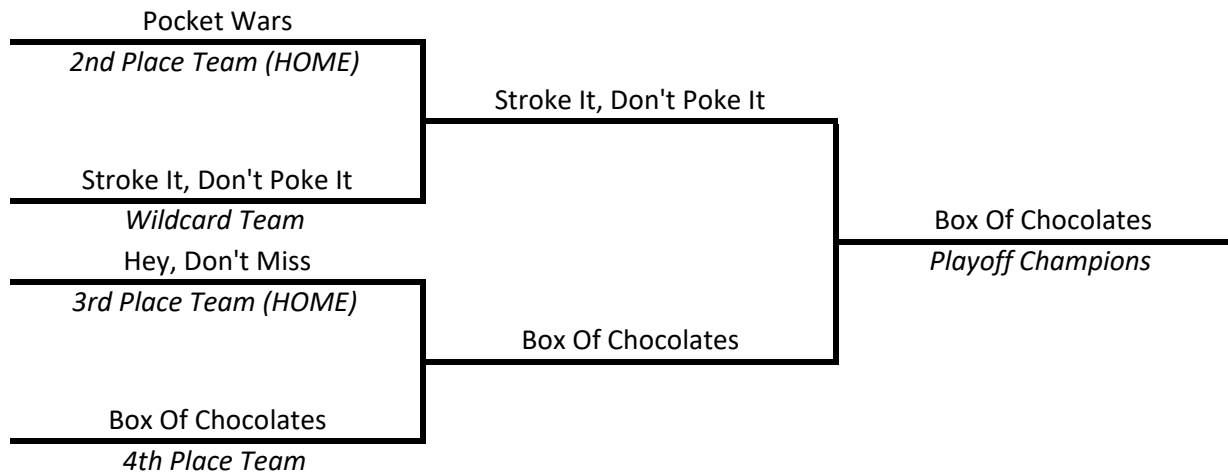 Pocket Wars
2nd Place Team (HOME)
Stroke It, Don't Poke It
Stroke It, Don't Poke It
Wildcard Team
Box Of Chocolates
Hey, Don't Miss
Playoff Champions
3rd Place Team (HOME)
Box Of Chocolates
Box Of Chocolates
4th Place Team